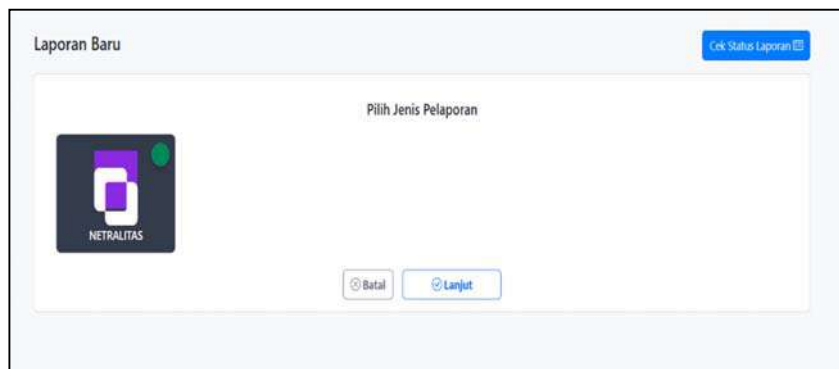 Laporan Baru
Cek Status Laporan
Pilih Jenis Pelaporan
NETRALITAS
Batal
Lanjut